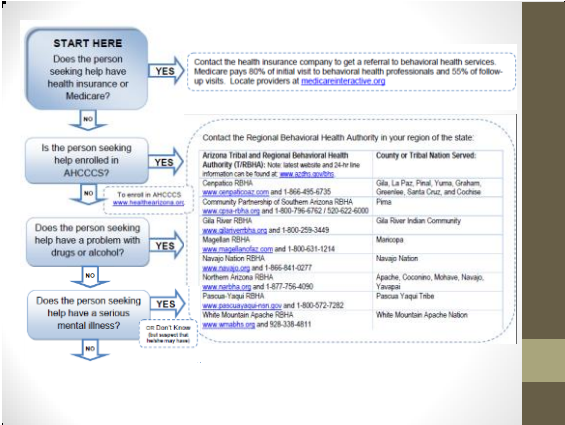 START HERE
Does the person
seeking help have
health insurance or
Medicare?
YES
Contact the health insurance company to get a referral to behavioral health services.
Medicare pays 80% of initial visit to behavioral health professionals and 55% of follow-
up visits. Locate providers at medicareinteractive.org
NO
Is the person seeking
help enrolled in
AHCCCS?
YES
NO
To enroll in AHCCCS
www.healthearizona.org
Does the person seeking
help have a problem with
drugs or alcohol?
YES
NO
Does the person seeking
help have a serious
mental illness?
YES
OR Don't Know
(but suspect that
he/she may have)
NO
Contact the Regional Behavioral Health Authority in your region of the state:
Arizona Tribal and Regional Behavioral Health
Authority (T/RBHA): Note: latest website and 24-hr line
information can be found at: www.azdhs.gov/bhs.
County or Tribal Nation Served:
Cenpatico RBHA
www.cenpaticoaz.com and 1-866-495-6735
Gila, La Paz, Pinal, Yuma, Graham,
Greenlee, Santa Cruz, and Cochise
Community Partnership of Southern Arizona RBHA
www.cpsa-rbha.org and 1-800-796-6762 / 520-622-6000
Pima
Gila River RBHA
www.gilariverrbha.org and 1-800-259-3449
Gila River Indian Community
Magellan RBHA
www.magellanofaz.com and 1-800-631-1214
Maricopa
Navajo Nation RBHA
www.navajo.org and 1-866-841-0277
Navajo Nation
Northern Arizona RBHA
www.narbha.org and 1-877-756-4090
Apache, Coconino, Mohave, Navajo,
Yavapai
Pascua-Yaqui RBHA
www.pascuayaqui-nsn.gov and 1-800-572-7282
Pascua Yaqui Tribe
White Mountain Apache RBHA
www.wmabhs.org and 928-338-4811
White Mountain Apache Nation